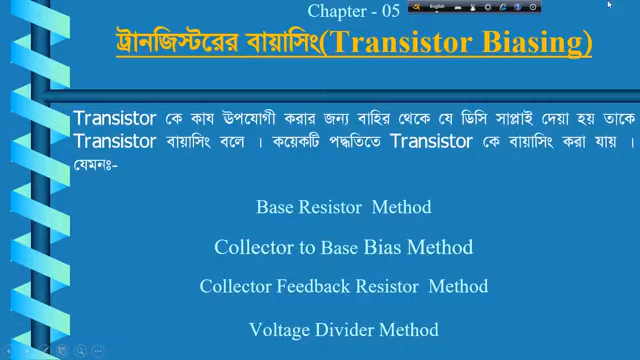 Chapter - 05
English
ট্রানজিস্টরের বায়াসিং(Transistor Biasing)
Transistor কে কায উপযোগী করার জন্য বাহির থেকে যে ডিসি সাপ্লাই দেয়া হয় তাকে
Transistor বায়াসিং বলে । কয়েকটি পদ্ধতিতে Transistor কে বায়াসিং করা যায় ।
যেমনঃ-
Base Resistor Method
Collector to Base Bias Method
Collector Feedback Resistor Method
Voltage Divider Method